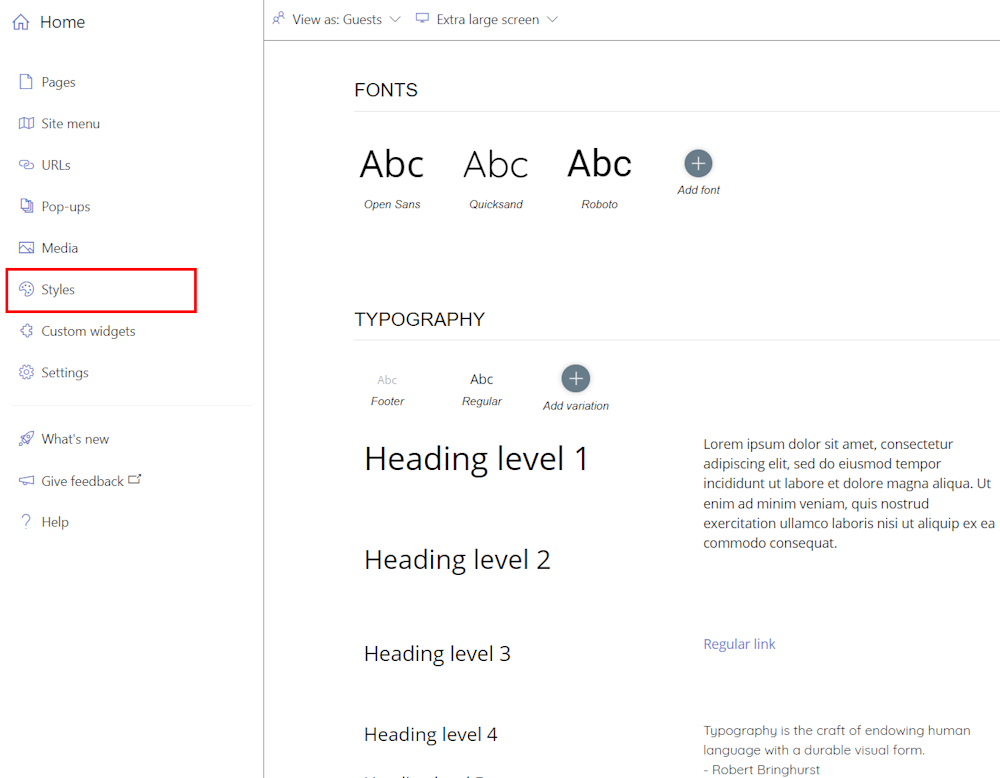 Home
Pages
Site menu
URLs
Pop-ups
Media
Styles
Custom widgets
Settings
What's new
Give feedback
Help
View as: Guests Extra large screen
FONTS
Abc Abc Abc
Open Sans Quicksand Roboto Add font
TYPOGRAPHY
Abc Abc
Footer Regular Add variation
Heading level 1
Lorem ipsum dolor sit amet, consectetur
adipiscing elit, sed do eiusmod tempor
incididunt ut labore et dolore magna aliqua. Ut
enim ad minim veniam, quis nostrud
exercitation ullamco laboris nisi ut aliquip ex ea
commodo consequat.
Heading level 2
Heading level 3
Regular link
Heading level 4
Typography is the craft of endowing human
language with a durable visual form.
- Robert Bringhurst